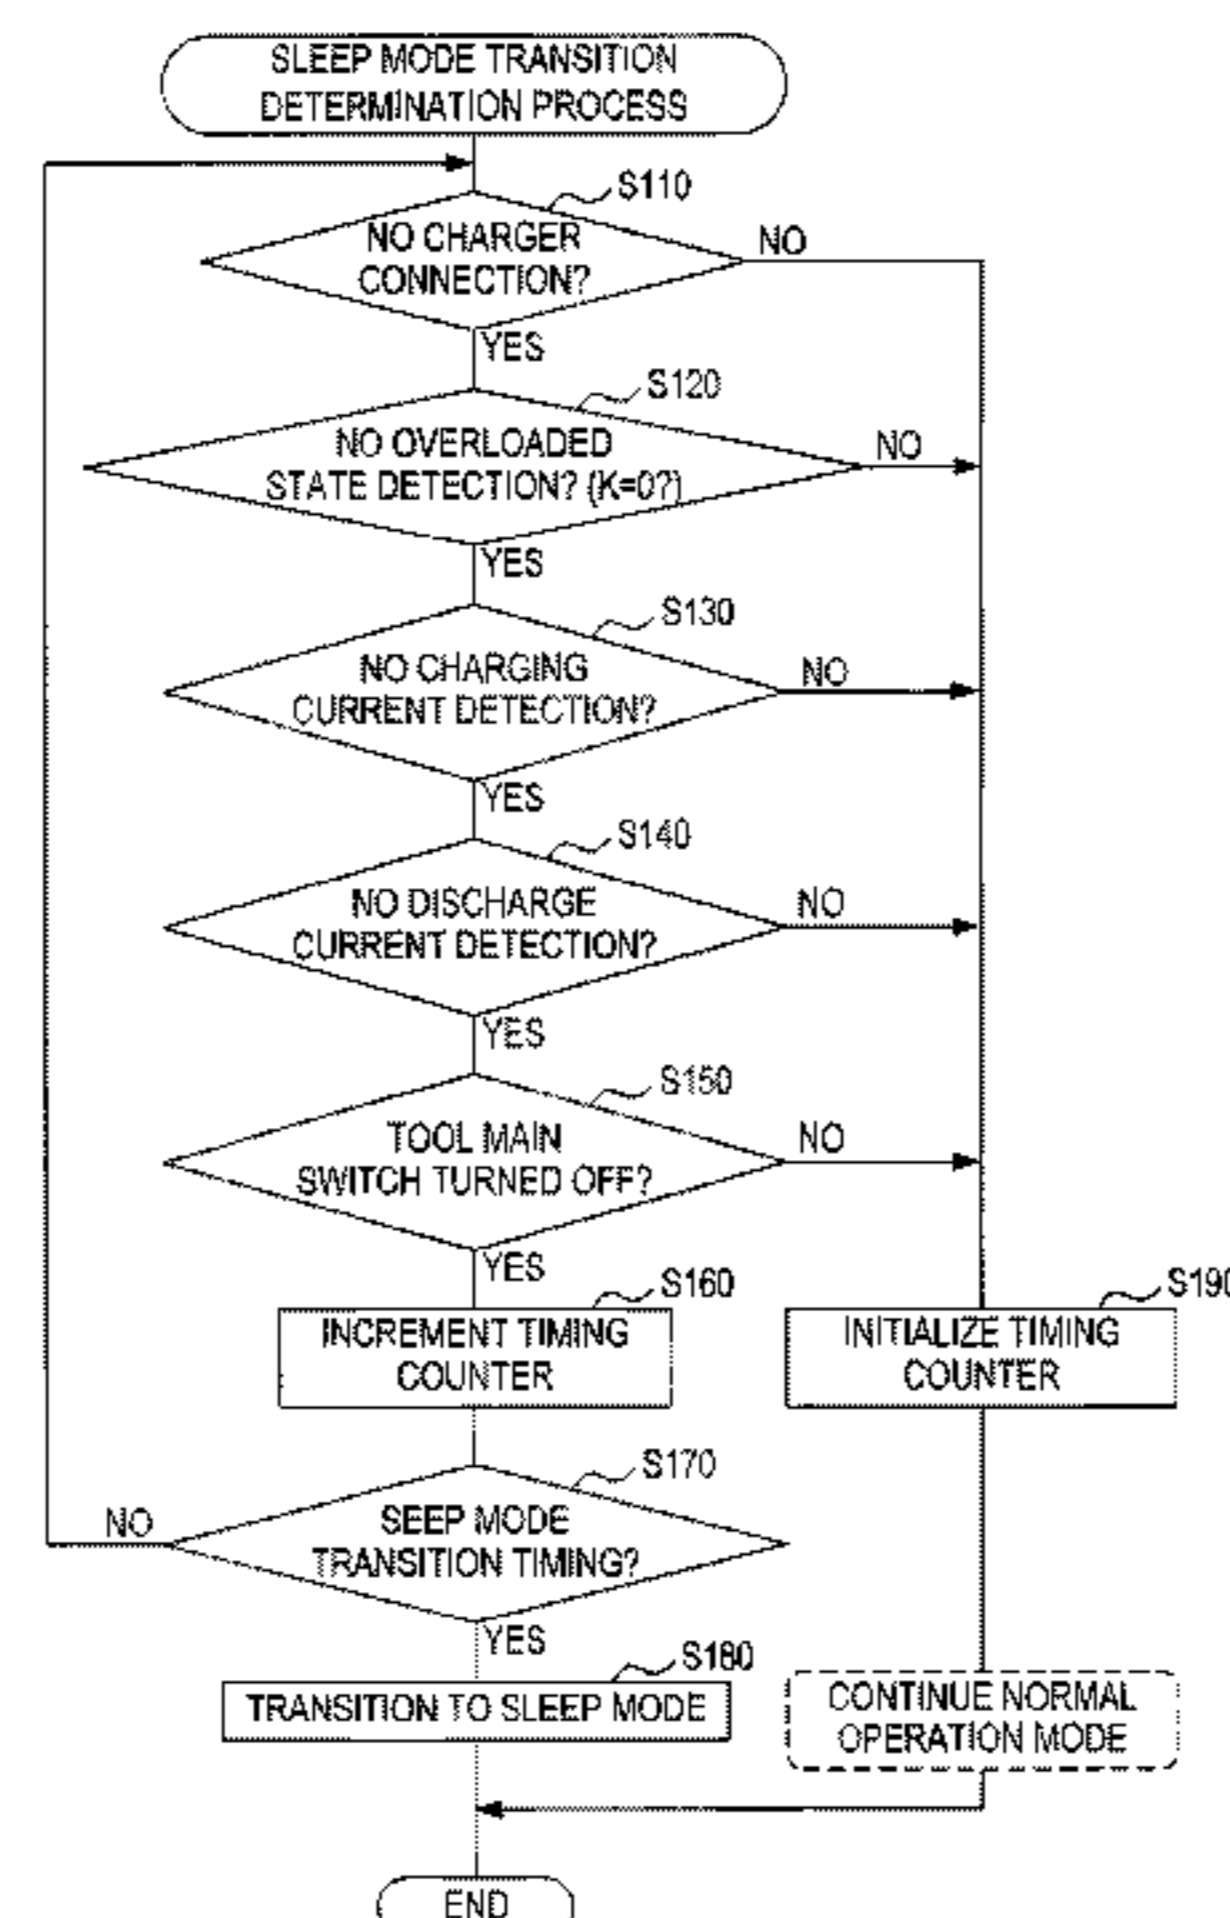 SLEEP MODE TRANSITION
DETERMINATION PROCESS
S110
NO CHARGER
CONNECTION?
NO
YES
S120
NO OVERLOADED
STATE DETECTION? (K=0?)
NO
YES
S130
NO CHARGING
CURRENT DETECTION?
NO
YES
S140
NO DISCHARGE
CURRENT DETECTION?
NO
YES
S150
TOOL MAIN
SWITCH TURNED OFF?
NO
YES
S160
INCREMENT TIMING
COUNTER
S190
INITIALIZE TIMING
COUNTER
S170
SEEP MODE
TRANSITION TIMING?
NO
YES
S180
TRANSITION TO SLEEP MODE
CONTINUE NORMAL
OPERATION MODE
END